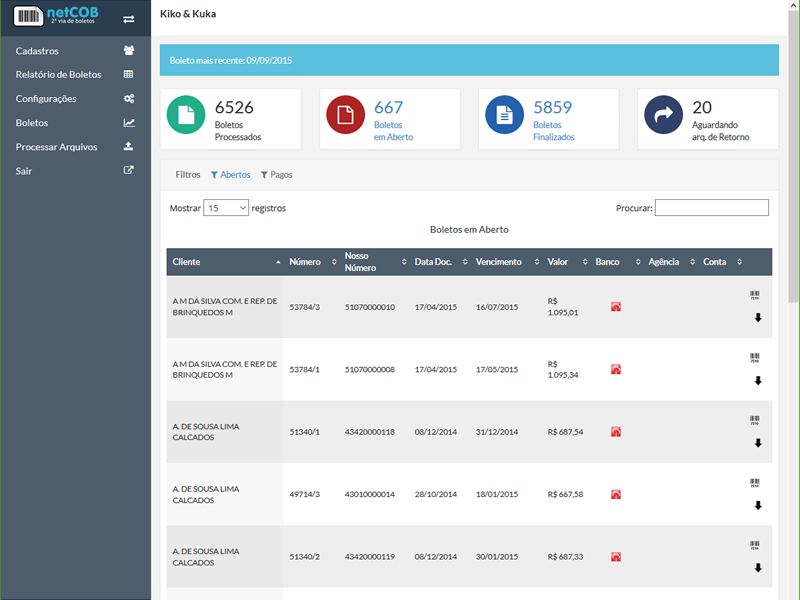 netCOB
2ª via de boletos
Kiko & Kuka
Cadastros
Relatório de Boletos
Configurações
Boletos
Processar Arquivos
Sair
Boleto mais recente: 09/09/2015
6526
Boletos
Processados
667
Boletos
em Aberto
5859
Boletos
Finalizados
20
Aguardando
arq. de Retorno
Filtros Abertos Pagos
Mostrar 15 registros Procurar:
Boletos em Aberto
Cliente Número Nosso Número Data Doc. Vencimento Valor Banco Agência Conta
A M DA SILVA COM. E REP. DE
BRINQUEDOS M
53784/3 51070000010 17/04/2015 16/07/2015 R$
1.095,01
A M DA SILVA COM. E REP. DE
BRINQUEDOS M
53784/1 51070000008 17/04/2015 17/05/2015 R$
1.095,34
A. DE SOUSA LIMA
CALCADOS
51340/1 43420000118 08/12/2014 31/12/2014 R$ 687,54
A. DE SOUSA LIMA
CALCADOS
49714/3 43010000014 28/10/2014 18/01/2015 R$ 667,58
A. DE SOUSA LIMA
CALCADOS
51340/2 43420000119 08/12/2014 30/01/2015 R$ 687,33